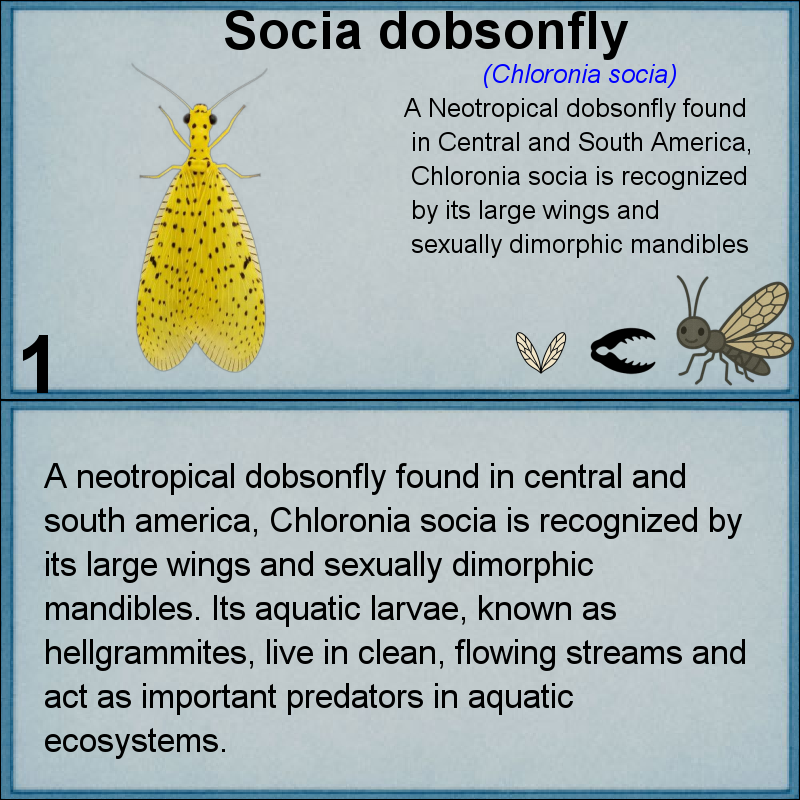 Socia dobsonfly
(Chloronia socia)
A Neotropical dobsonfly found
in Central and South America,
Chloronia socia is recognized
by its large wings and
sexually dimorphic mandibles
1
A neotropical dobsonfly found in central and
south america, Chloronia socia is recognized by
its large wings and sexually dimorphic
mandibles. Its aquatic larvae, known as
hellgrammites, live in clean, flowing streams and
act as important predators in aquatic
ecosystems.